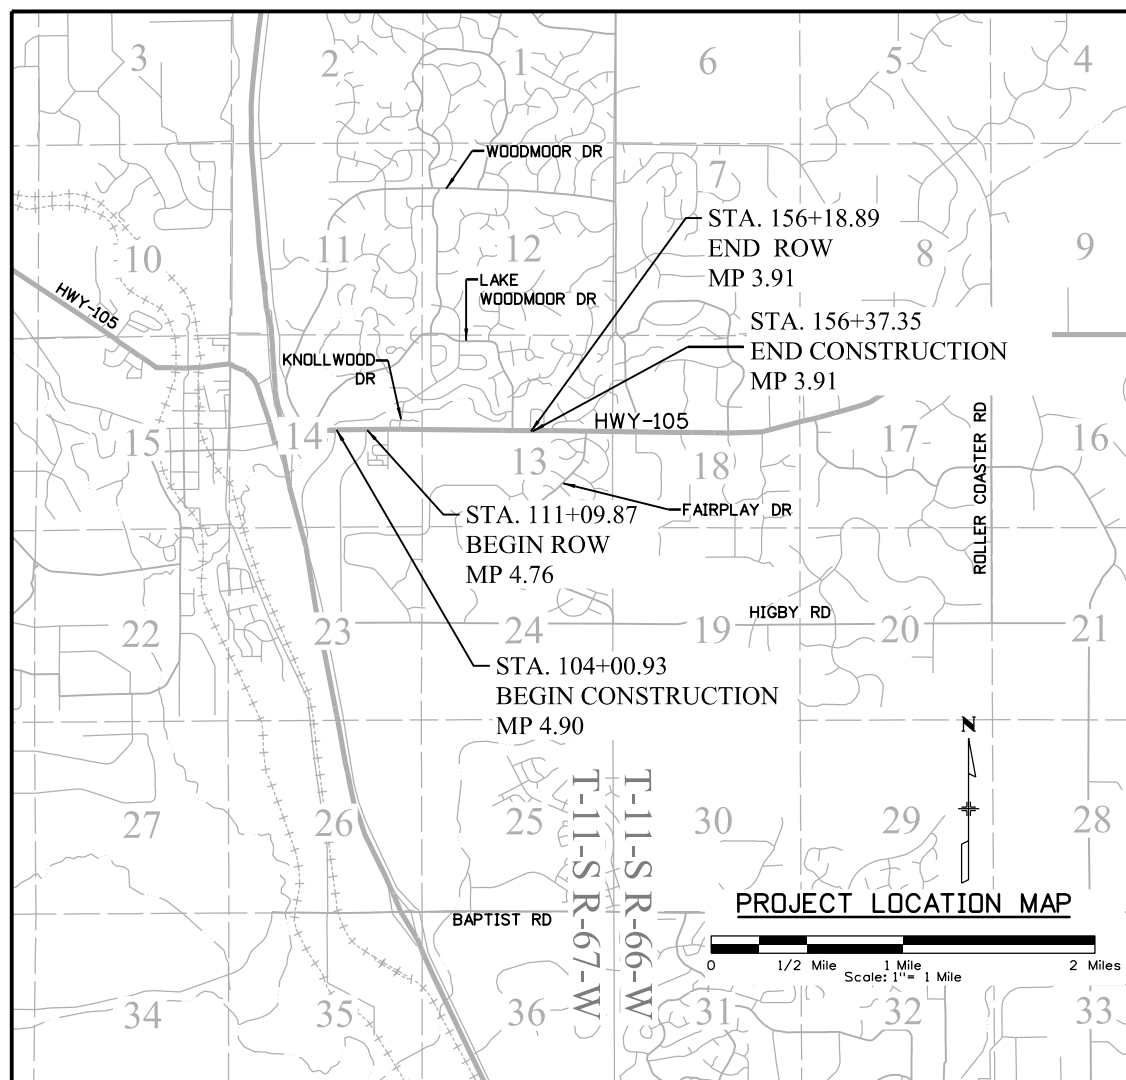 3
2
1
6
5
4
WOODMOOR DR
7
STA. 156+18.89
END ROW
MP 3.91
10
11
12
8
9
LAKE
WOODMOOR DR
HWY-105
STA. 156+37.35
END CONSTRUCTION
MP 3.91
KNOLLWOOD
DR
HWY-105
15
14
13
18
17
16
ROLLER COASTER RD
STA. 111+09.87
BEGIN ROW
MP 4.76
FAIRPLAY DR
HIGBY RD
22
23
24
19
20
21
STA. 104+00.93
BEGIN CONSTRUCTION
MP 4.90
N
T-11-S R-67-W
T-11-S R-66-W
27
26
25
30
29
28
PROJECT LOCATION MAP
BAPTIST RD
0 1/2 Mile 1 Mile 2 Miles
Scale: 1"= 1 Mile
34
35
36
31
32
33